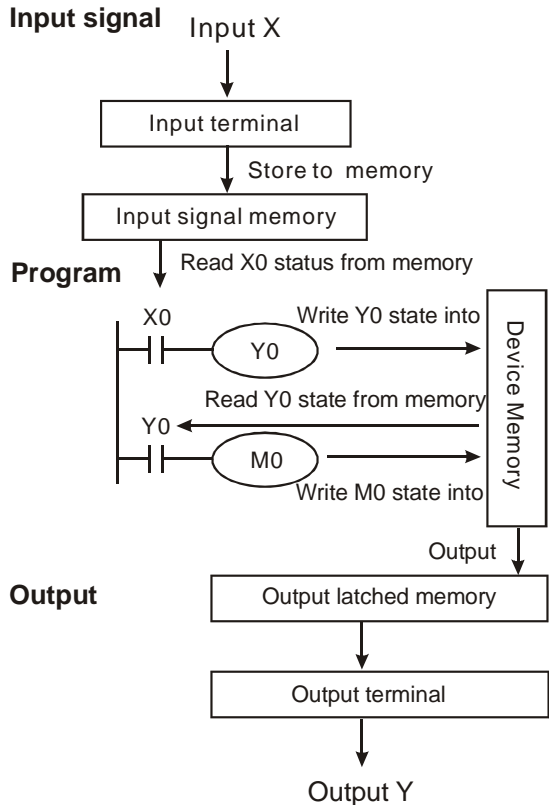 Input signal
Input X
Input terminal
Store to memory
Input signal memory
Read X0 status from memory
Program
X0
Write Y0 state into
Y0
Device Memory
Read Y0 state from memory
Y0
M0
Write M0 state into
Output
Output
Output latched memory
Output terminal
Output Y